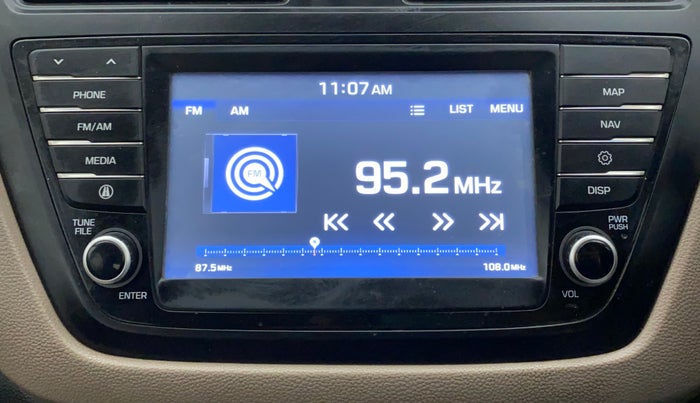 11:07 AM
FM AM LIST MENU
FM
95.2 MHz
87.5 MHz 108.0 MHz
PHONE
FM/AM
MEDIA
TUNE
FILE
ENTER
MAP
NAV
DISP
PWR
PUSH
VOL